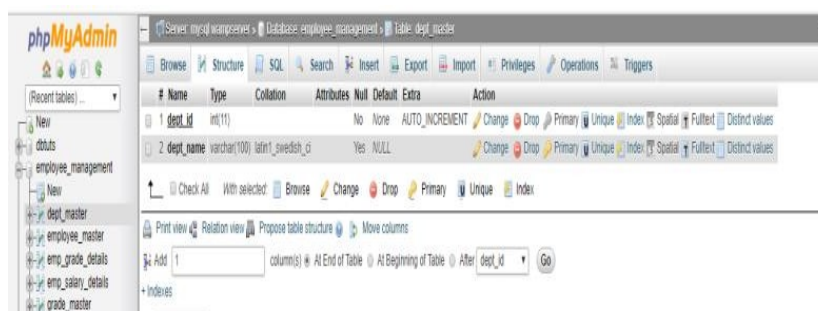 phpMyAdmin
(Recent tables) ...
New
dbtuts
employee_management
New
dept_master
employee_master
emp_grade_details
emp_salary_details
grade_master
Server: mysql wampserver » Database: employee_management » Table: dept_master
Browse Structure SQL Search Insert Export Import Privileges Operations Triggers
# Name Type Collation Attributes Null Default Extra Action
1 dept_id int(11) No None AUTO_INCREMENT Change Drop Primary Unique Index Spatial Fulltext Distinct values
2 dept_name varchar(100) latin1_swedish_ci Yes NULL Change Drop Primary Unique Index Spatial Fulltext Distinct values
Check All With selected: Browse Change Drop Primary Unique Index
Print view Relation view Propose table structure Move columns
Add 1 column(s) At End of Table At Beginning of Table After dept_id Go
+ Indexes